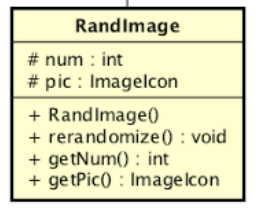 RandImage
# num : int
# pic : ImageIcon
+ RandImage()
+ rerandomize() : void
+ getNum() : int
+ getPic() : ImageIcon